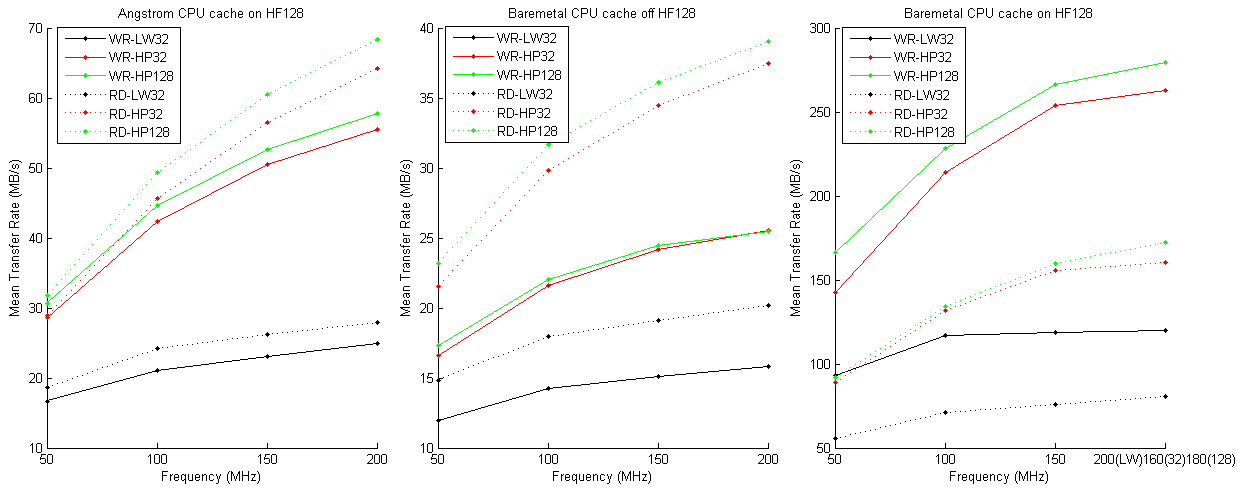 Angstrom CPU cache on HF128
70
60
50
40
30
20
10
Mean Transfer Rate (MB/s)
WR-LW32
WR-HP32
WR-HP128
RD-LW32
RD-HP32
RD-HP128
50 100 150 200
Frequency (MHz)
Baremetal CPU cache off HF128
40
35
30
25
20
15
10
Mean Transfer Rate (MB/s)
WR-LW32
WR-HP32
WR-HP128
RD-LW32
RD-HP32
RD-HP128
50 100 150 200
Frequency (MHz)
Baremetal CPU cache on HF128
300
250
200
150
100
50
Mean Transfer Rate (MB/s)
WR-LW32
WR-HP32
WR-HP128
RD-LW32
RD-HP32
RD-HP128
50 100 150 200(LW)160(32)180(128)
Frequency (MHz)